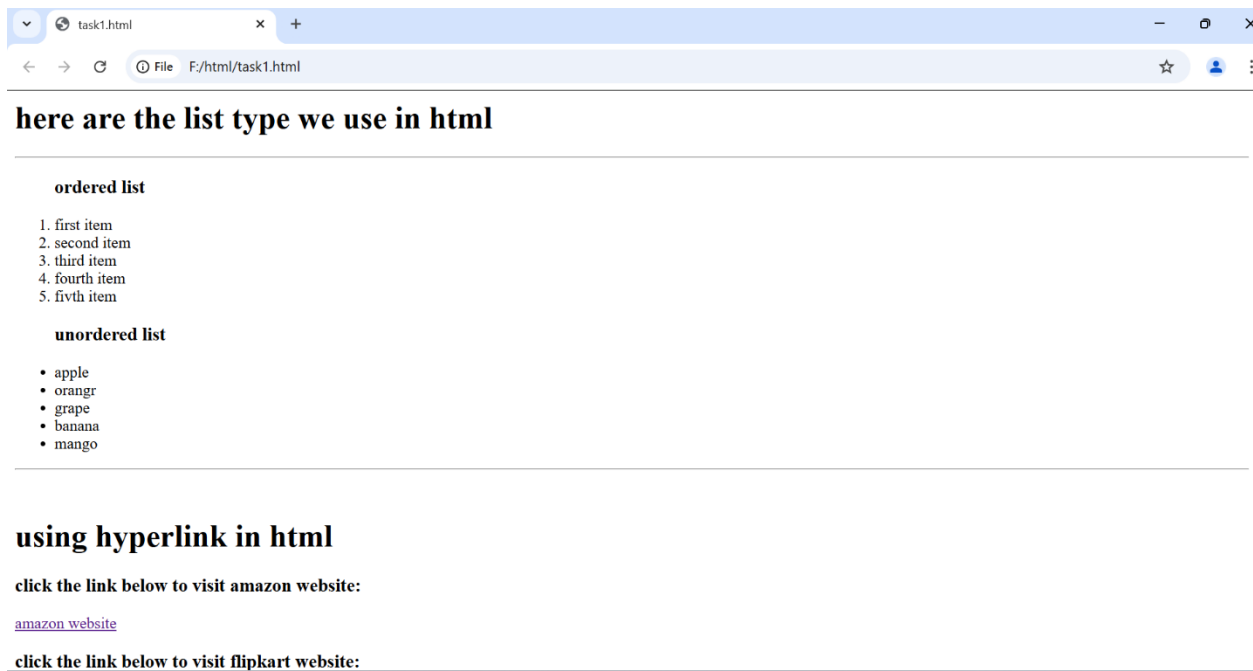 task1.html
File F:/html/task1.html
here are the list type we use in html
ordered list
1. first item
2. second item
3. third item
4. fourth item
5. fivth item
unordered list
• apple
• orangr
• grape
• banana
• mango
using hyperlink in html
click the link below to visit amazon website:
amazon website
click the link below to visit flipkart website: